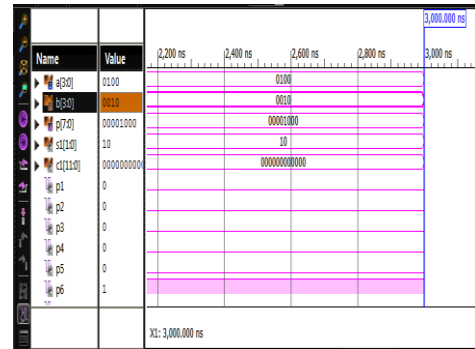 3,000.000 ns
Name Value 2,200 ns 2,400 ns 2,600 ns 2,800 ns 3,000 ns
a[3:0] 0100 0100
b[3:0] 0010 0010
p[7:0] 00001000 00001000
s1[1:0] 10 10
c1[11:0] 0000000000 000000000000
p1 0
p2 0
p3 0
p4 0
p5 0
p6 1
X1: 3,000.000 ns